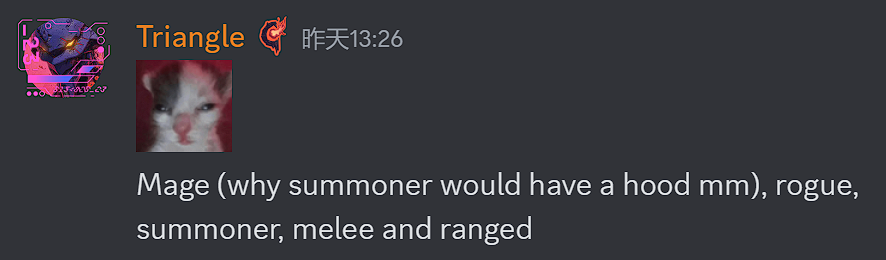 Triangle 昨天13:26
Mage (why summoner would have a hood mm), rogue,
summoner, melee and ranged